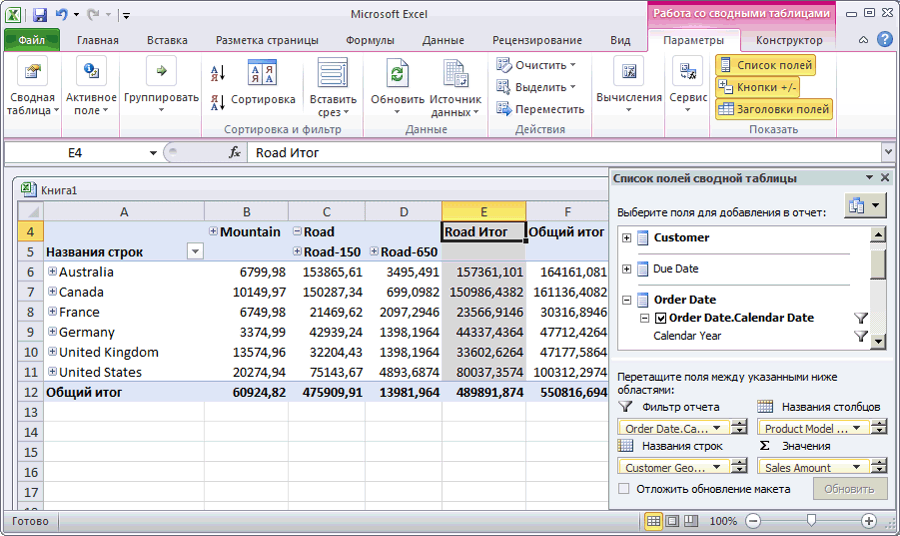 Microsoft Excel
Работа со сводными таблицами
Файл Главная Вставка Разметка страницы Формулы Данные Рецензирование Вид Параметры Конструктор
Сводная таблица
Активное поле
Группировать
Сортировка
Вставить срез
Сортировка и фильтр
Обновить
Источник данных
Данные
Очистить
Выделить
Переместить
Действия
Вычисления
Сервис
Список полей
Кнопки +/-
Заголовки полей
Показать
E4 fx Road Итог
Книга1
A B C D E F
4 Mountain Road Road Итог Общий итог
5 Названия строк Road-150 Road-650
6 Australia 6799,98 153865,61 3495,491 157361,101 164161,081
7 Canada 10149,97 150287,34 699,0982 150986,4382 161136,4082
8 France 6749,98 21469,62 2097,2946 23566,9146 30316,8946
9 Germany 3374,99 42939,24 1398,1964 44337,4364 47712,4264
10 United Kingdom 13574,96 32204,43 1398,1964 33602,6264 47177,5864
11 United States 20274,94 75143,67 4893,6874 80037,3574 100312,2974
12 Общий итог 60924,82 475909,91 13981,964 489891,874 550816,694
13
14
15
16
17
Список полей сводной таблицы
Выберите поля для добавления в отчет:
Customer
Due Date
Order Date
Order Date.Calendar Date
Calendar Year
Перетащите поля между указанными ниже
областями:
Фильтр отчета Названия столбцов
Order Date.Ca... Product Model ...
Названия строк Σ Значения
Customer Geo... Sales Amount
Отложить обновление макета Обновить
Готово 100%